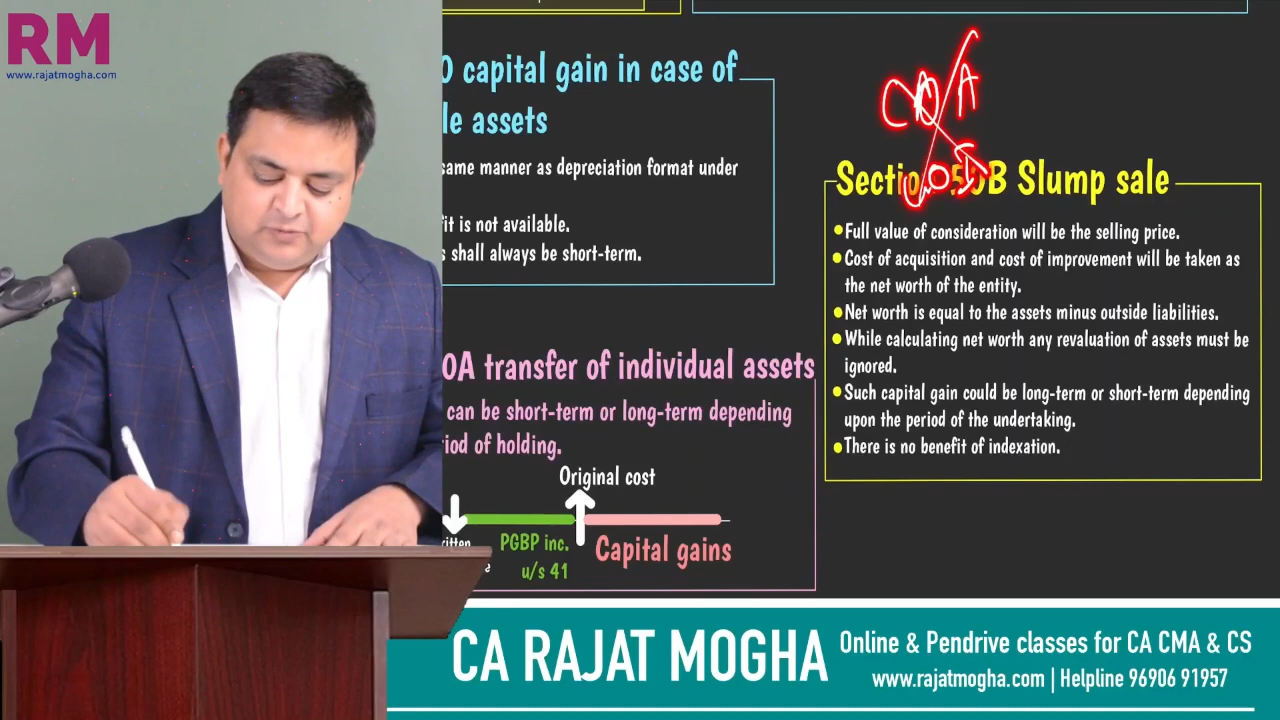 RM
www.rajatmogha.com
capital gain in case of
le assets
same manner as depreciation format under
fit is not available.
s shall always be short-term.
0A transfer of individual assets
can be short-term or long-term depending
iod of holding.
Original cost
PGBP inc.
u/s 41
Capital gains
COA
COI
Section 50B Slump sale
•Full value of consideration will be the selling price.
•Cost of acquisition and cost of improvement will be taken as
the net worth of the entity.
•Net worth is equal to the assets minus outside liabilities.
•While calculating net worth any revaluation of assets must be
ignored.
•Such capital gain could be long-term or short-term depending
upon the period of the undertaking.
•There is no benefit of indexation.
CA RAJAT MOGHA
Online & Pendrive classes for CA CMA & CS
www.rajatmogha.com | Helpline 96906 91957